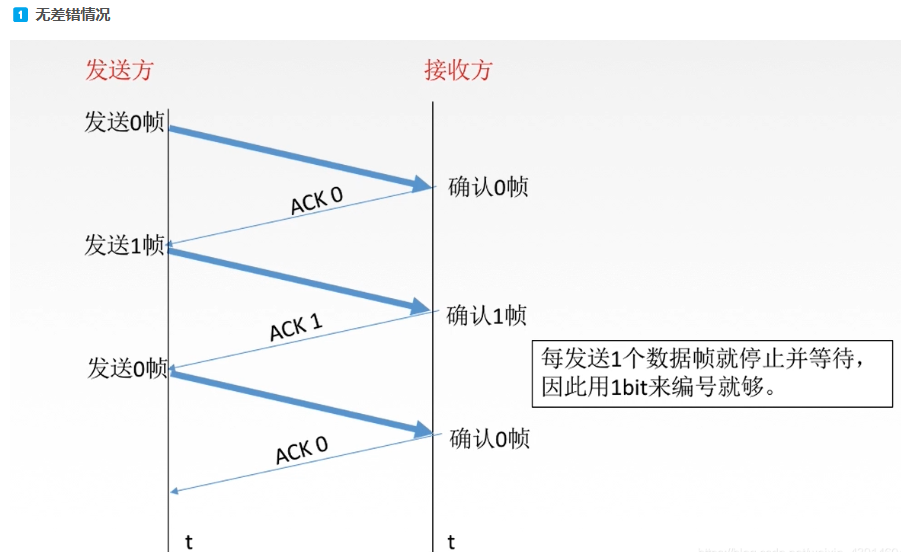 1 无差错情况
发送方 接收方
发送0帧
ACK 0 确认0帧
发送1帧
ACK 1 确认1帧
每发送1个数据帧就停止并等待，
因此用1bit来编号就够。
发送0帧
ACK 0 确认0帧
t t